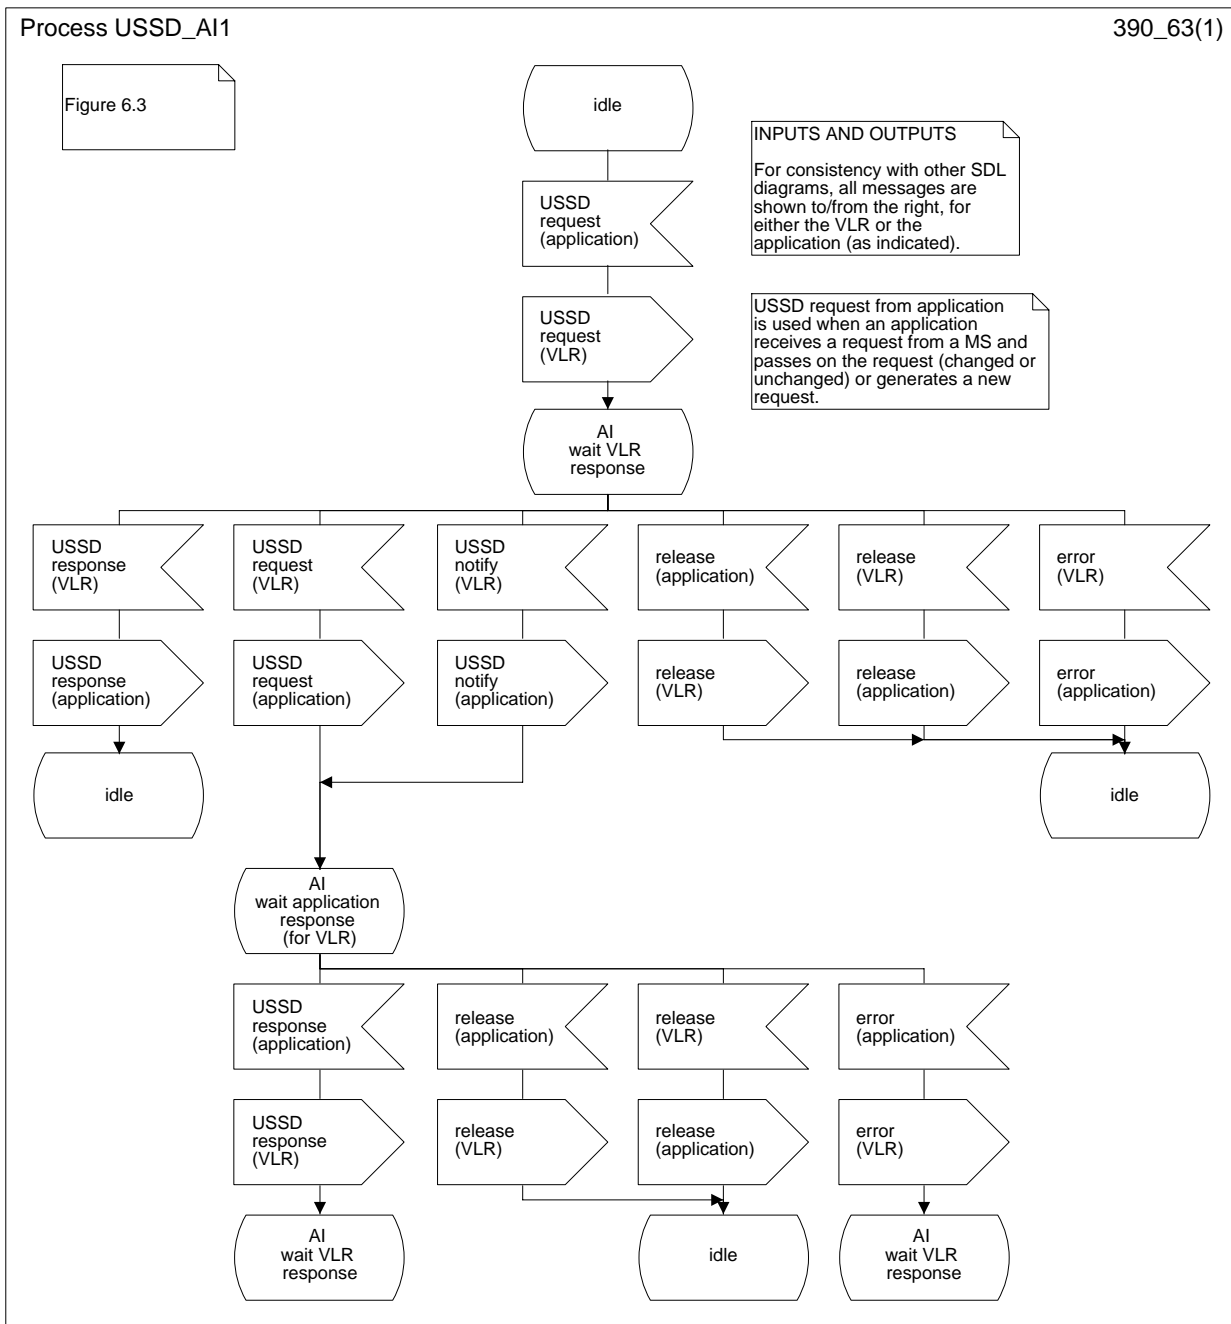 Process USSD_AI1
390_63(1)
Figure 6.3
idle
INPUTS AND OUTPUTS
For consistency with other SDL
diagrams, all messages are
shown to/from the right, for
either the VLR or the
application (as indicated).
USSD
request
(application)
USSD
request
(VLR)
USSD request from application
is used when an application
receives a request from a MS and
passes on the request (changed or
unchanged) or generates a new
request.
AI
wait VLR
response
USSD
response
(VLR)
USSD
request
(VLR)
USSD
notify
(VLR)
release
(application)
release
(VLR)
error
(VLR)
USSD
response
(application)
USSD
request
(application)
USSD
notify
(application)
release
(VLR)
release
(application)
error
(application)
idle
idle
AI
wait application
response
(for VLR)
USSD
response
(application)
release
(application)
release
(VLR)
error
(application)
USSD
response
(VLR)
release
(VLR)
release
(application)
error
(VLR)
AI
wait VLR
response
idle
AI
wait VLR
response